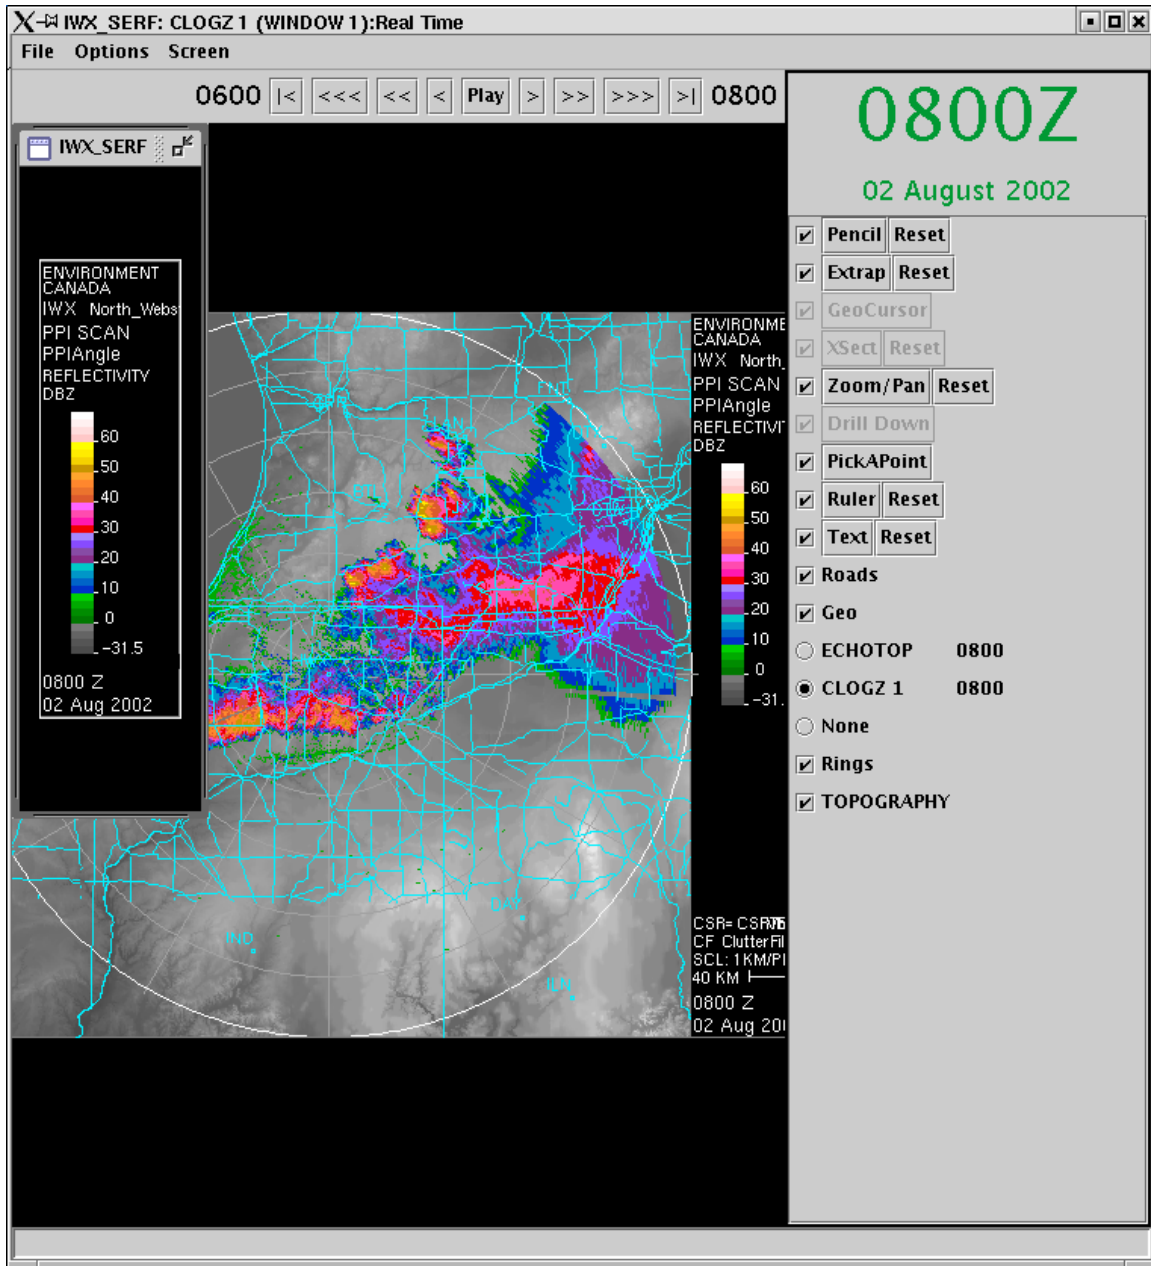 IWX_SERF: CLOGZ 1 (WINDOW 1):Real Time
File Options Screen
0600 |< <<< << < Play > >> >>> >| 0800
0800Z
02 August 2002
IWX_SERF
ENVIRONMENT
CANADA
IWX North_Webs
PPI SCAN
PPIAngle
REFLECTIVITY
DBZ
60
50
40
30
20
10
0
-31.5
0800 Z
02 Aug 2002
LAN
BTL
DAY
IND
ILN
ENVIRONME
CANADA
IWX North_
PPI SCAN
PPIAngle
REFLECTIVI
DBZ
60
50
40
30
20
10
0
-31.
CSR= 
CF ClutterFil
SCL: 1KM/PI
40 KM
0800 Z
02 Aug 20
Pencil Reset
Extrap Reset
GeoCursor
XSect Reset
Zoom/Pan Reset
Drill Down
PickAPoint
Ruler Reset
Text Reset
Roads
Geo
ECHOTOP 0800
CLOGZ 1 0800
None
Rings
TOPOGRAPHY